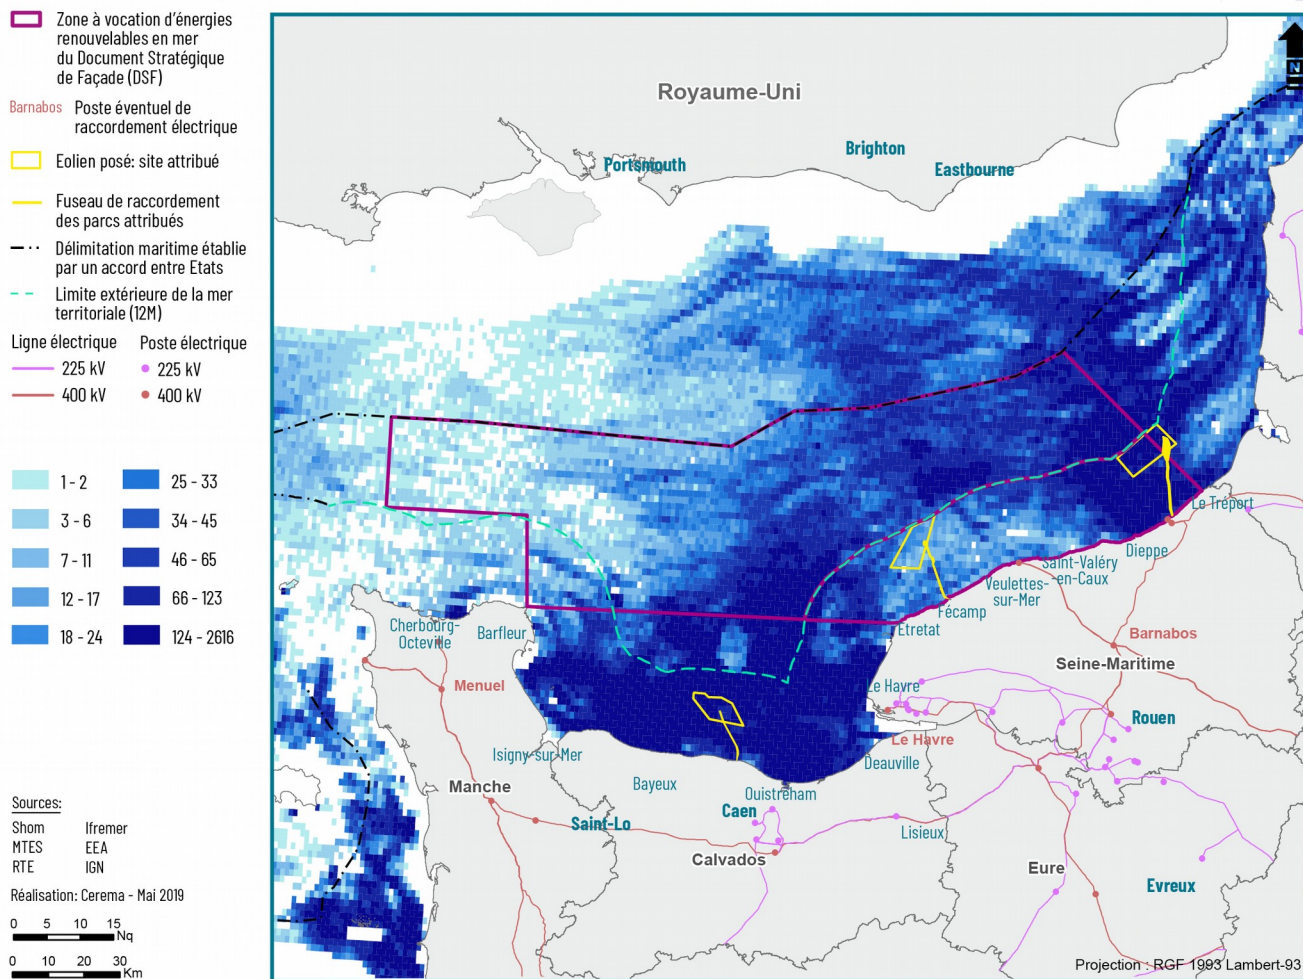 Zone à vocation d'énergies
renouvelables en mer
du Document Stratégique
de Façade (DSF)
Barnabos Poste éventuel de
raccordement électrique
Eolien posé: site attribué
Fuseau de raccordement
des parcs attribués
Délimitation maritime établie
par un accord entre Etats
Limite extérieure de la mer
territoriale (12M)
Ligne électrique Poste électrique
225 kV 225 kV
400 kV 400 kV
1 - 2 25 - 33
3 - 6 34 - 45
7 - 11 46 - 65
12 - 17 66 - 123
18 - 24 124 - 2616
Sources:
Shom Ifremer
MTES EEA
RTE IGN
Réalisation: Cerema - Mai 2019
0 5 10 15
Nq
0 10 20 30
Km
N
Royaume-Uni
Portsmouth
Brighton
Eastbourne
Le Tréport
Dieppe
Saint-Valéry
-en-Caux
Veulettes-
sur-Mer
Fécamp
Etretat
Cherbourg-
Octeville
Barfleur
Barnabos
Seine-Maritime
Menuel
Le Havre
Rouen
Le Havre
Isigny-sur-Mer
Deauville
Manche
Bayeux
Ouistreham
Caen
Saint-Lo
Lisieux
Calvados
Eure
Evreux
Projection : RGF 1993 Lambert-93